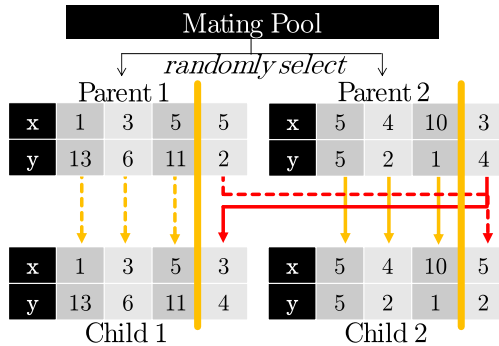 Mating Pool
randomly select
Parent 1 Parent 2
x 1 3 5 5 x 5 4 10 3
y 13 6 11 2 y 5 2 1 4
x 1 3 5 3 x 5 4 10 5
y 13 6 11 4 y 5 2 1 2
Child 1 Child 2